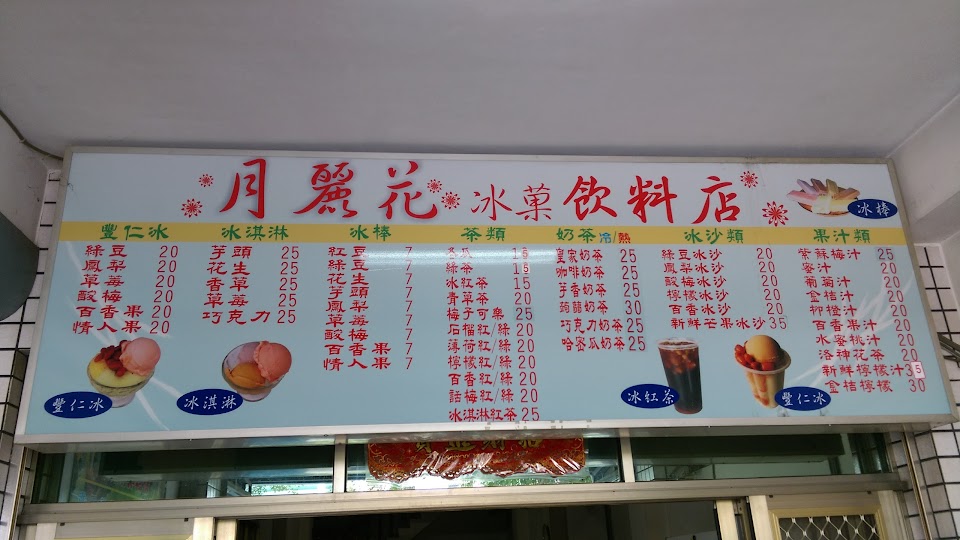 月麗花冰菓飲料店
冰棒
豐仁冰
綠豆 20
鳳梨 20
草莓 20
酸梅 20
百香果 20
情人果 20
冰淇淋
芋頭 25
花生 25
香草 25
草莓 25
巧克力 25
冰棒
紅豆 7
綠豆 7
花生 7
芋頭 7
鳳梨 7
草莓 7
酸梅 7
百香果 7
情人果 7
茶類
冬瓜 15
綠茶 15
冰紅茶 15
青草茶 20
梅子可樂 25
石榴紅/綠 20
薄荷紅/綠 20
檸檬紅/綠 20
百香紅/綠 20
話梅紅/綠 20
冰淇淋紅茶 25
奶茶 冷/熱
皇家奶茶 25
咖啡奶茶 25
芋香奶茶 25
蒟蒻奶茶 30
巧克力奶茶 25
哈密瓜奶茶 25
冰沙類
綠豆冰沙 20
鳳梨冰沙 20
酸梅冰沙 20
檸檬冰沙 20
百香冰沙 20
新鮮芒果冰沙 35
果汁類
紫蘇梅汁 25
蜜汁 20
葡萄汁 20
金桔汁 20
柳橙汁 20
百香果汁 20
水蜜桃汁 20
洛神花茶 20
新鮮檸檬汁 35
金桔檸檬 30
豐仁冰
冰淇淋
冰紅茶
豐仁冰